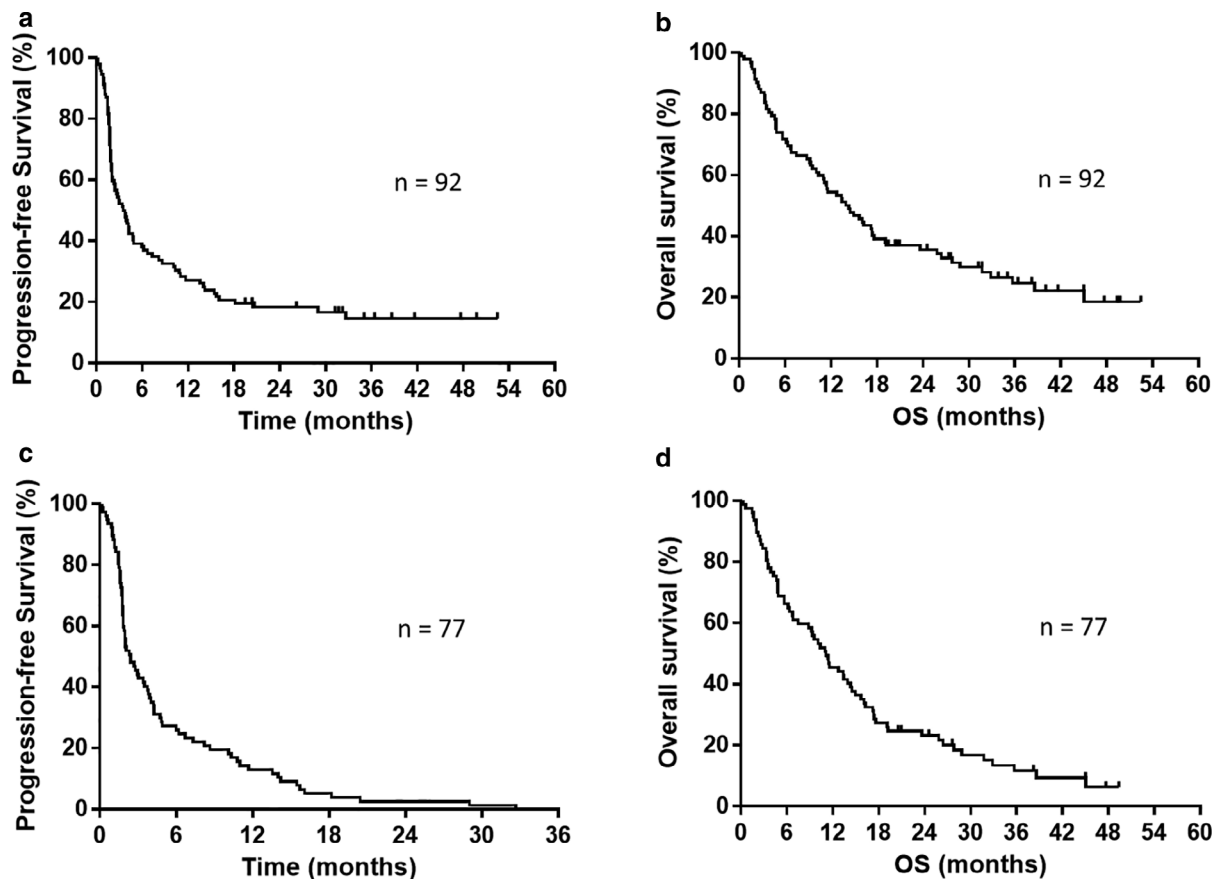 a
Progression-free Survival (%)
100
80
60
40
20
0
n = 92
0 6 12 18 24 30 36 42 48 54 60
Time (months)
b
Overall survival (%)
100
80
60
40
20
0
n = 92
0 6 12 18 24 30 36 42 48 54 60
OS (months)
c
Progression-free Survival (%)
100
80
60
40
20
0
n = 77
0 6 12 18 24 30 36
Time (months)
d
Overall survival (%)
100
80
60
40
20
0
n = 77
0 6 12 18 24 30 36 42 48 54 60
OS (months)